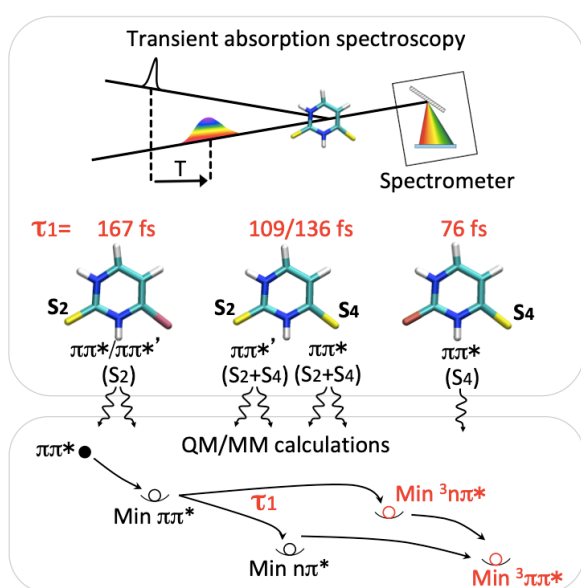 Transient absorption spectroscopy
T
Spectrometer
τ1= 167 fs 109/136 fs 76 fs
S2 S2 S4 S4
ππ*/ππ*' ππ*' ππ* ππ*
(S2) (S2+S4) (S2+S4) (S4)
QM/MM calculations
ππ*
Min ππ*
τ1
Min ³nπ*
Min nπ*
Min ³ππ*